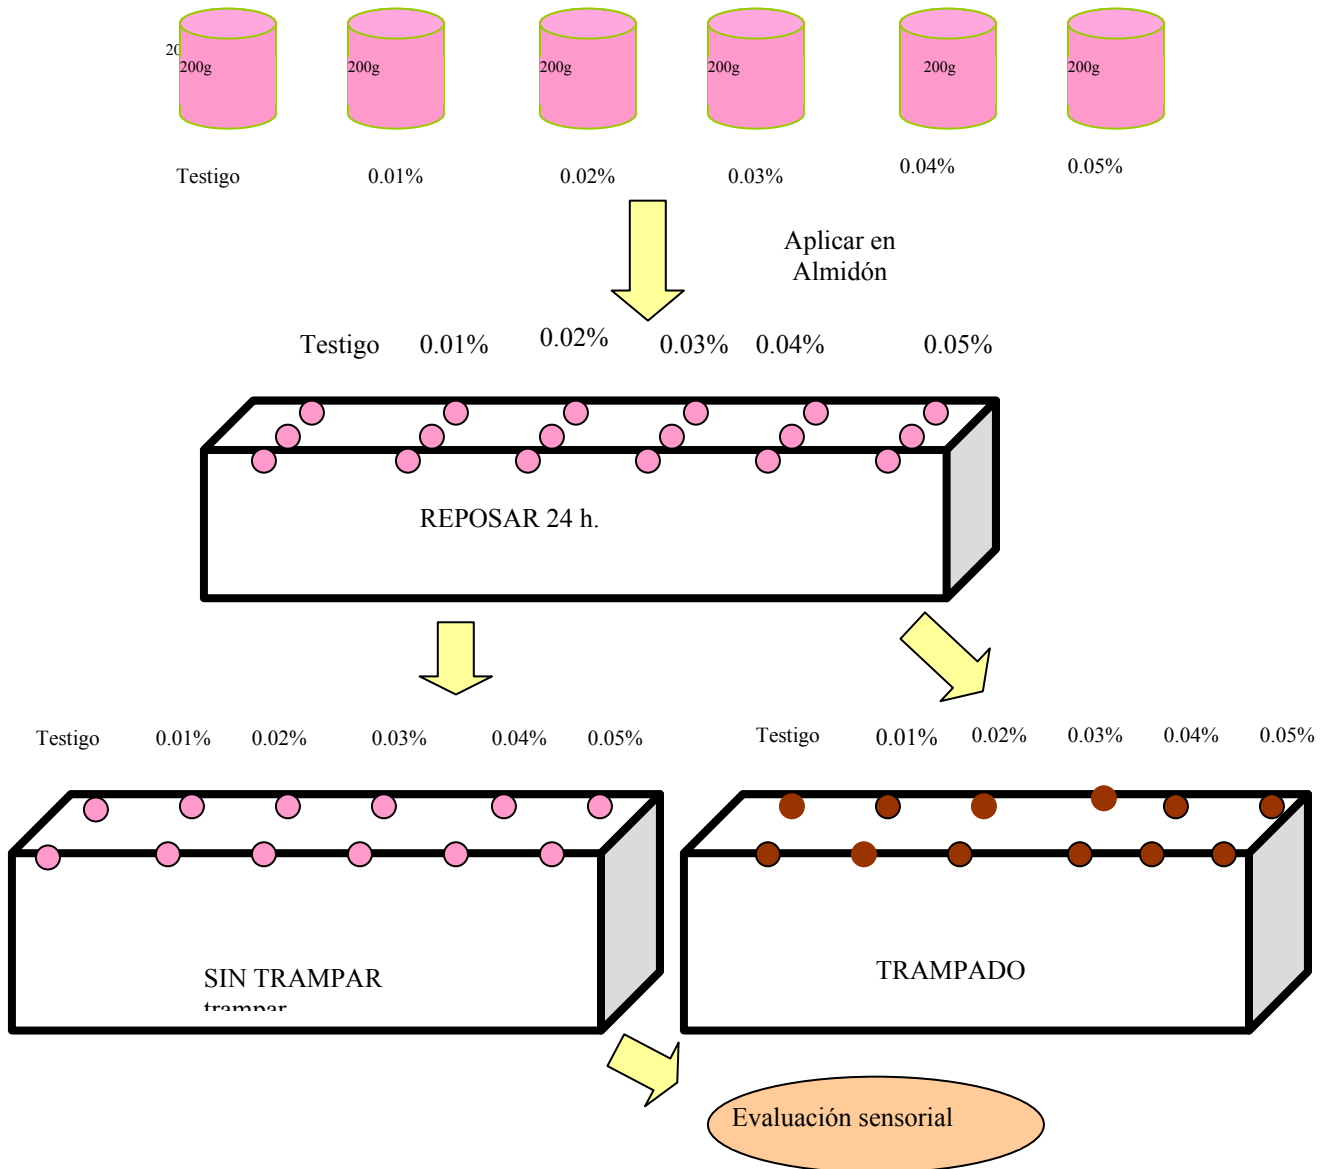 20
200g 200g 200g 200g 200g 200g
Testigo 0.01% 0.02% 0.03% 0.04% 0.05%
Aplicar en
Almidón
Testigo 0.01% 0.02% 0.03% 0.04% 0.05%
REPOSAR 24 h.
Testigo 0.01% 0.02% 0.03% 0.04% 0.05%
Testigo 0.01% 0.02% 0.03% 0.04% 0.05%
SIN TRAMPAR
trampar
TRAMPADO
Evaluación sensorial